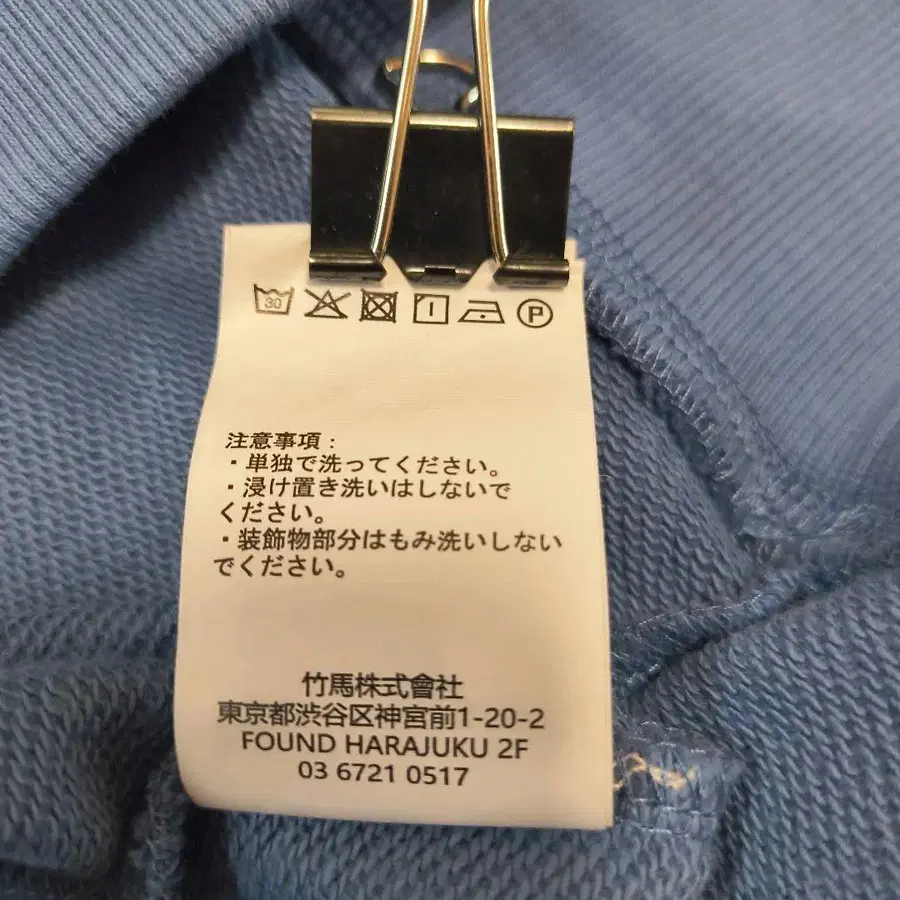 30 P
注意事項：
・単独で洗ってください。
・浸け置き洗いはしないで
ください。
・装飾物部分はもみ洗いしない
でください。
竹馬株式會社
東京都渋谷区神宮前1-20-2
FOUND HARAJUKU 2F
03 6721 0517